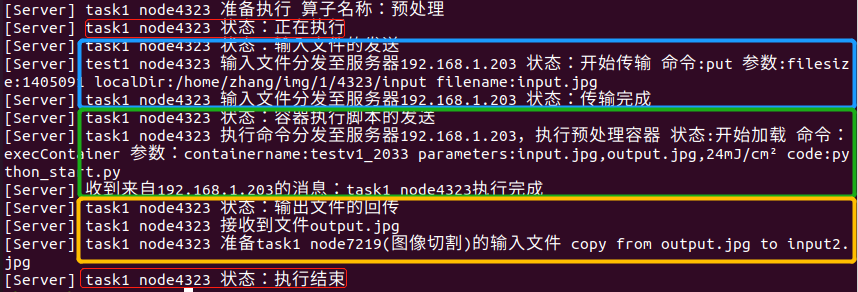 [Server] task1 node4323 准备执行 算子名称：预处理
[Server] task1 node4323 状态：正在执行
[Server] task1 node4323 状态：输入文件的发送
[Server] test1 node4323 输入文件分发至服务器192.168.1.203 状态：开始传输 命令:put 参数:filesiz
e:1405091 localDir:/home/zhang/img/1/4323/input filename:input.jpg
[Server] task1 node4323 输入文件分发至服务器192.168.1.203 状态：传输完成
[Server] task1 node4323 状态：容器执行脚本的发送
[Server] task1 node4323 执行命令分发至服务器192.168.1.203，执行预处理容器 状态:开始加载 命令：
execContainer 参数：containername:testv1_2033 parameters:input.jpg,output.jpg,24mJ/cm² code:py
thon_start.py
[Server] 收到来自192.168.1.203的消息：task1 node4323执行完成
[Server] task1 node4323 状态：输出文件的回传
[Server] task1 node4323 接收到文件output.jpg
[Server] task1 node4323 准备task1 node7219(图像切割)的输入文件 copy from output.jpg to input2.
jpg
[Server] task1 node4323 状态：执行结束